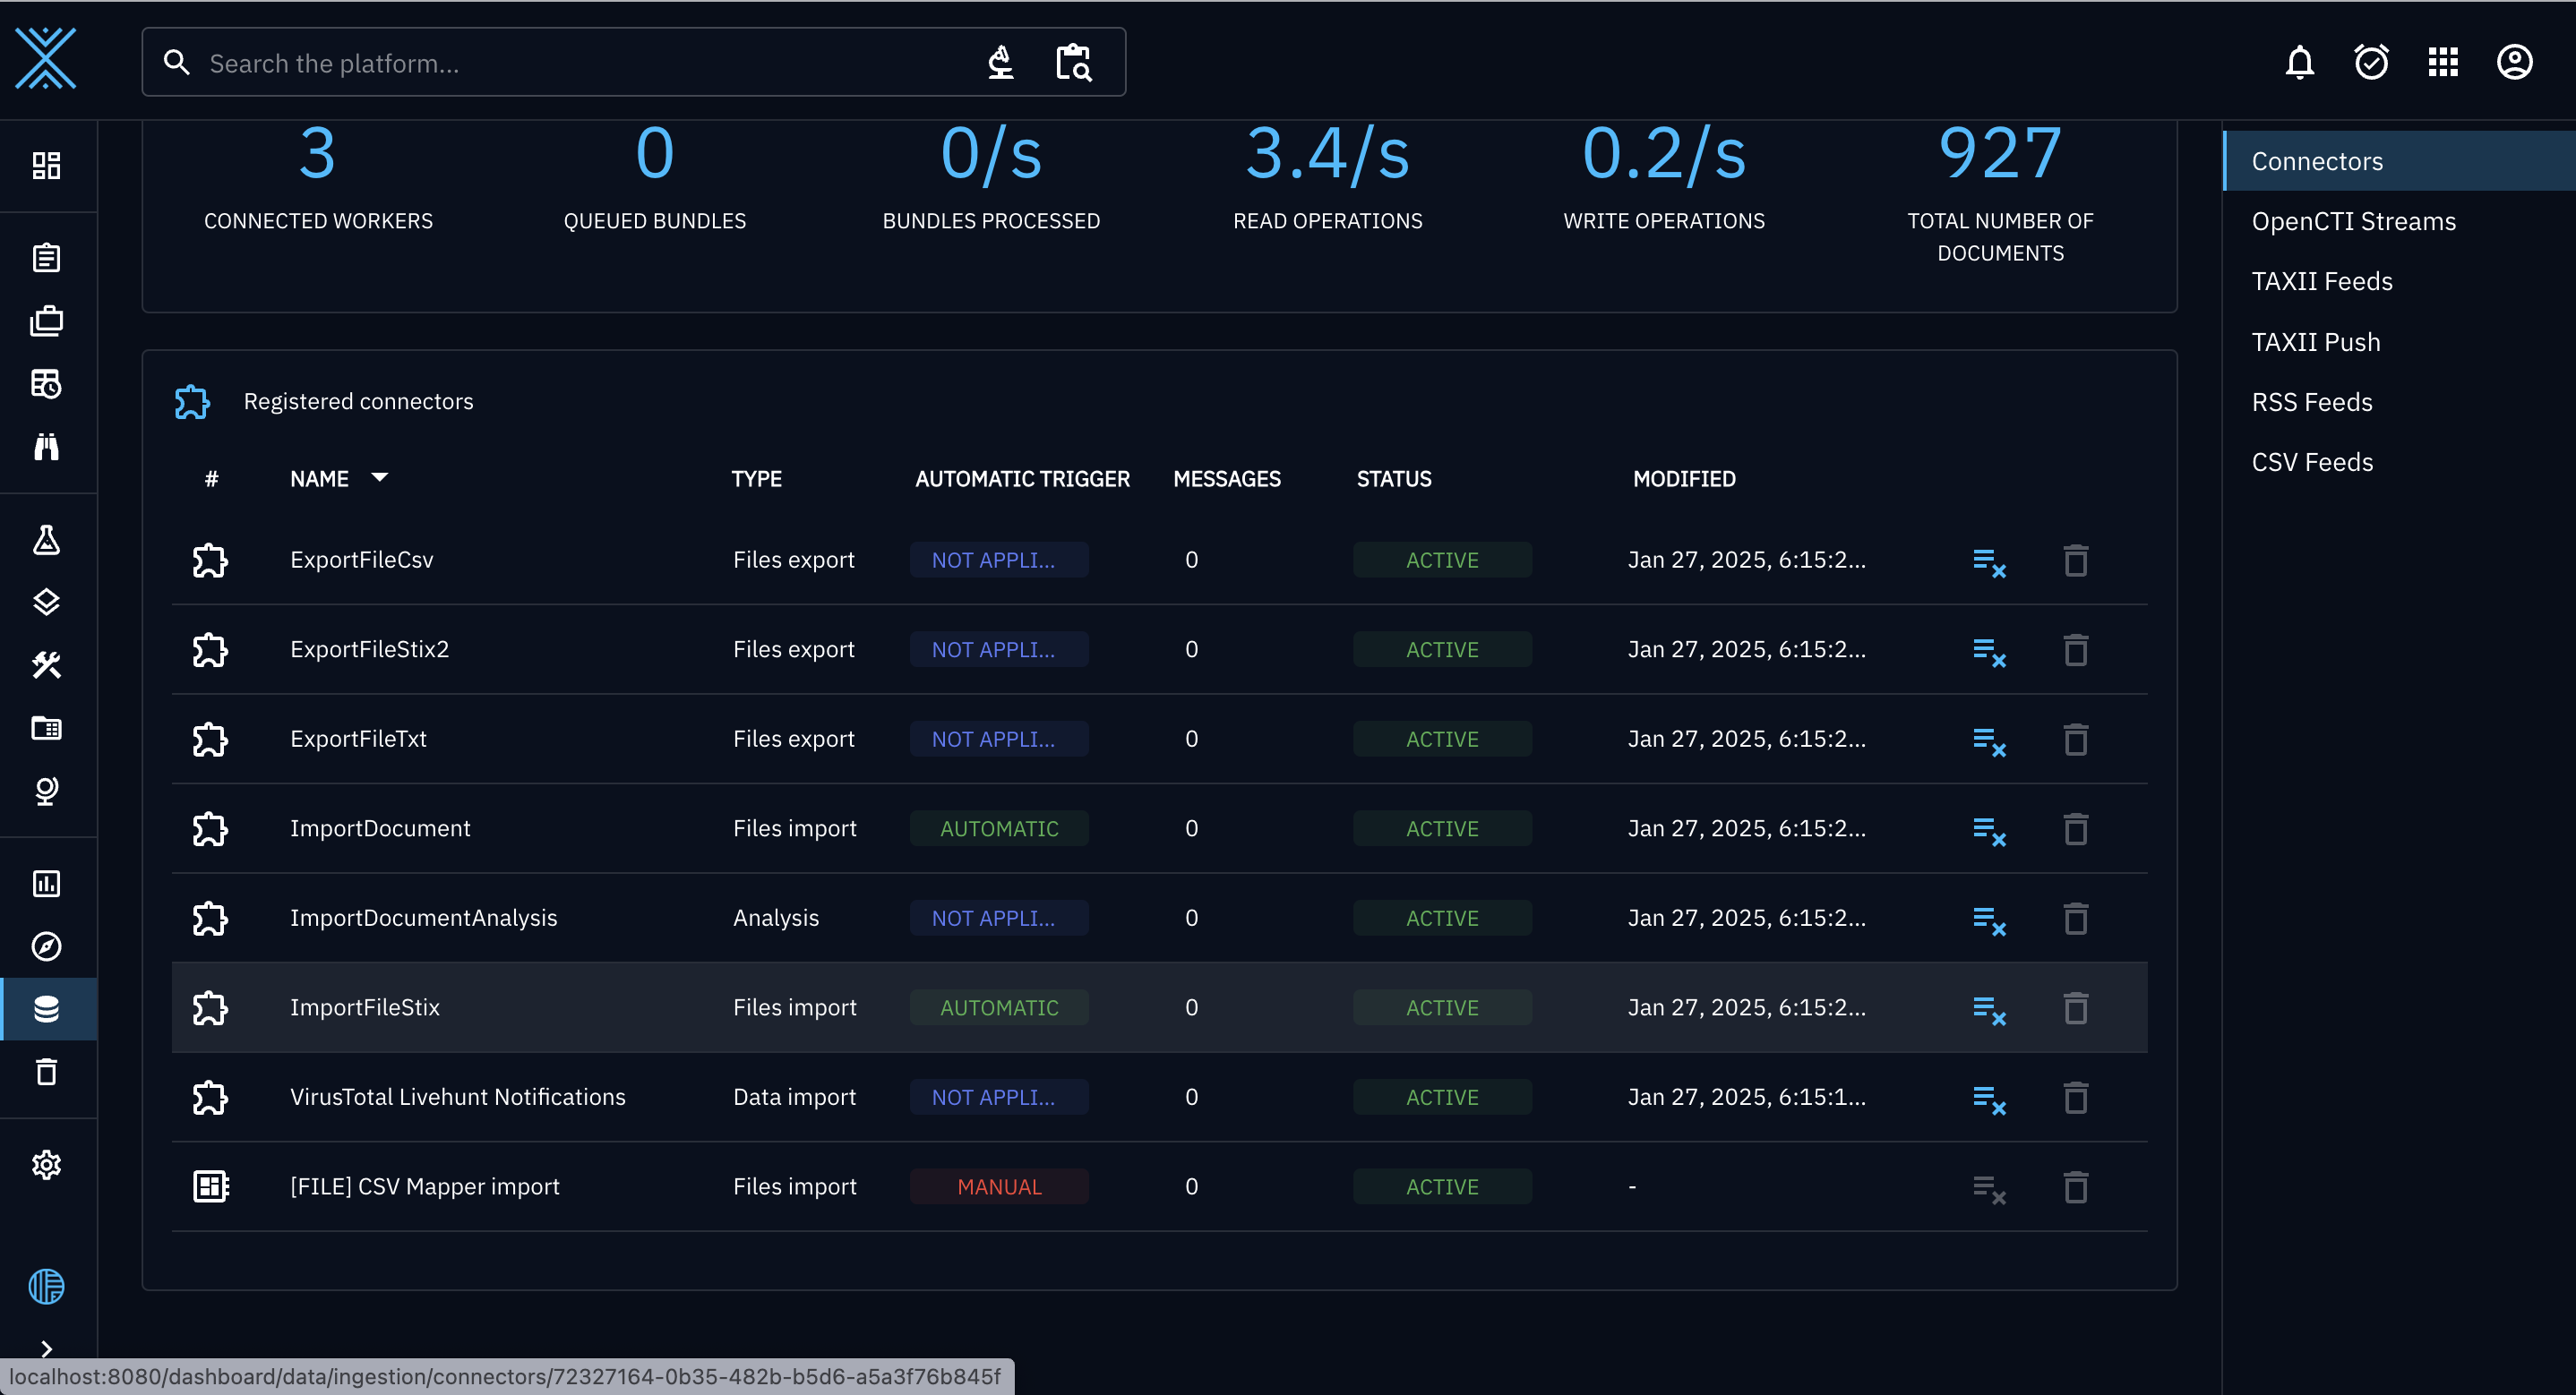 Search the platform...
3 0 0/s 3.4/s 0.2/s 927
CONNECTED WORKERS QUEUED BUNDLES BUNDLES PROCESSED READ OPERATIONS WRITE OPERATIONS TOTAL NUMBER OF
DOCUMENTS
Registered connectors
# NAME TYPE AUTOMATIC TRIGGER MESSAGES STATUS MODIFIED
ExportFileCsv Files export NOT APPLI... 0 ACTIVE Jan 27, 2025, 6:15:2...
ExportFileStix2 Files export NOT APPLI... 0 ACTIVE Jan 27, 2025, 6:15:2...
ExportFileTxt Files export NOT APPLI... 0 ACTIVE Jan 27, 2025, 6:15:2...
ImportDocument Files import AUTOMATIC 0 ACTIVE Jan 27, 2025, 6:15:2...
ImportDocumentAnalysis Analysis NOT APPLI... 0 ACTIVE Jan 27, 2025, 6:15:2...
ImportFileStix Files import AUTOMATIC 0 ACTIVE Jan 27, 2025, 6:15:2...
VirusTotal Livehunt Notifications Data import NOT APPLI... 0 ACTIVE Jan 27, 2025, 6:15:1...
[FILE] CSV Mapper import Files import MANUAL 0 ACTIVE -
Connectors
OpenCTI Streams
TAXII Feeds
TAXII Push
RSS Feeds
CSV Feeds
localhost:8080/dashboard/data/ingestion/connectors/72327164-0b35-482b-b5d6-a5a3f76b845f